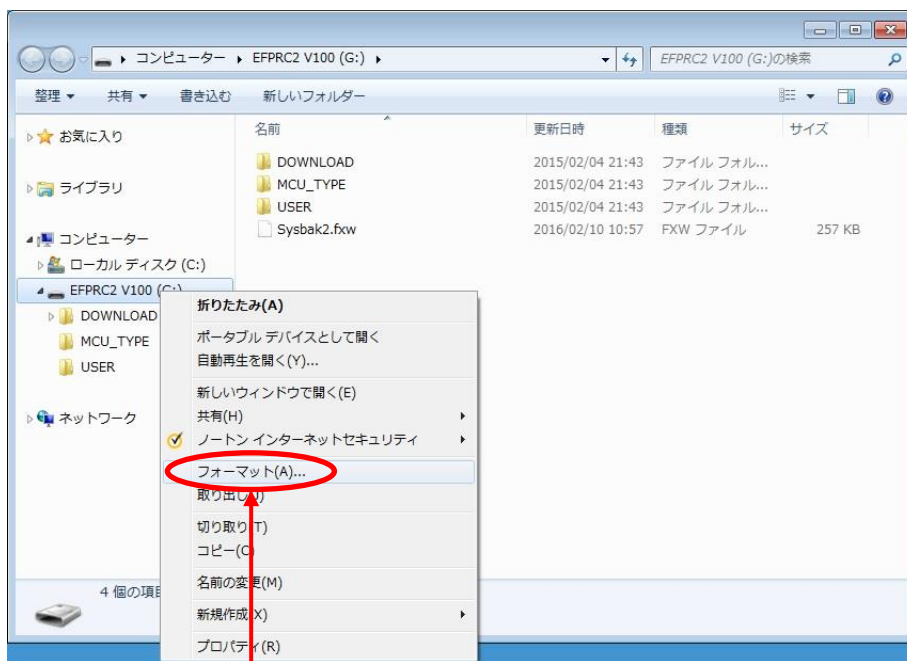 コンピューター EFPRC2 V100 (G:) EFPRC2 V100 (G:)の検索
整理 共有 書き込む 新しいフォルダー
お気に入り
ライブラリ
コンピューター
ローカル ディスク (C:)
EFPRC2 V100 (G:)
DOWNLOAD
MCU_TYPE
USER
ネットワーク
名前 更新日時 種類 サイズ
DOWNLOAD 2015/02/04 21:43 ファイル フォル...
MCU_TYPE 2015/02/04 21:43 ファイル フォル...
USER 2015/02/04 21:43 ファイル フォル...
Sysbak2.fxw 2016/02/10 10:57 FXW ファイル 257 KB
折りたたみ(A)
ポータブル デバイスとして開く
自動再生を開く(Y)...
新しいウィンドウで開く(E)
共有(H)
ノートン インターネットセキュリティ
フォーマット(A)...
取り出し(J)
切り取り(T)
コピー(C)
名前の変更(M)
新規作成(X)
プロパティ(R)
4 個の項目